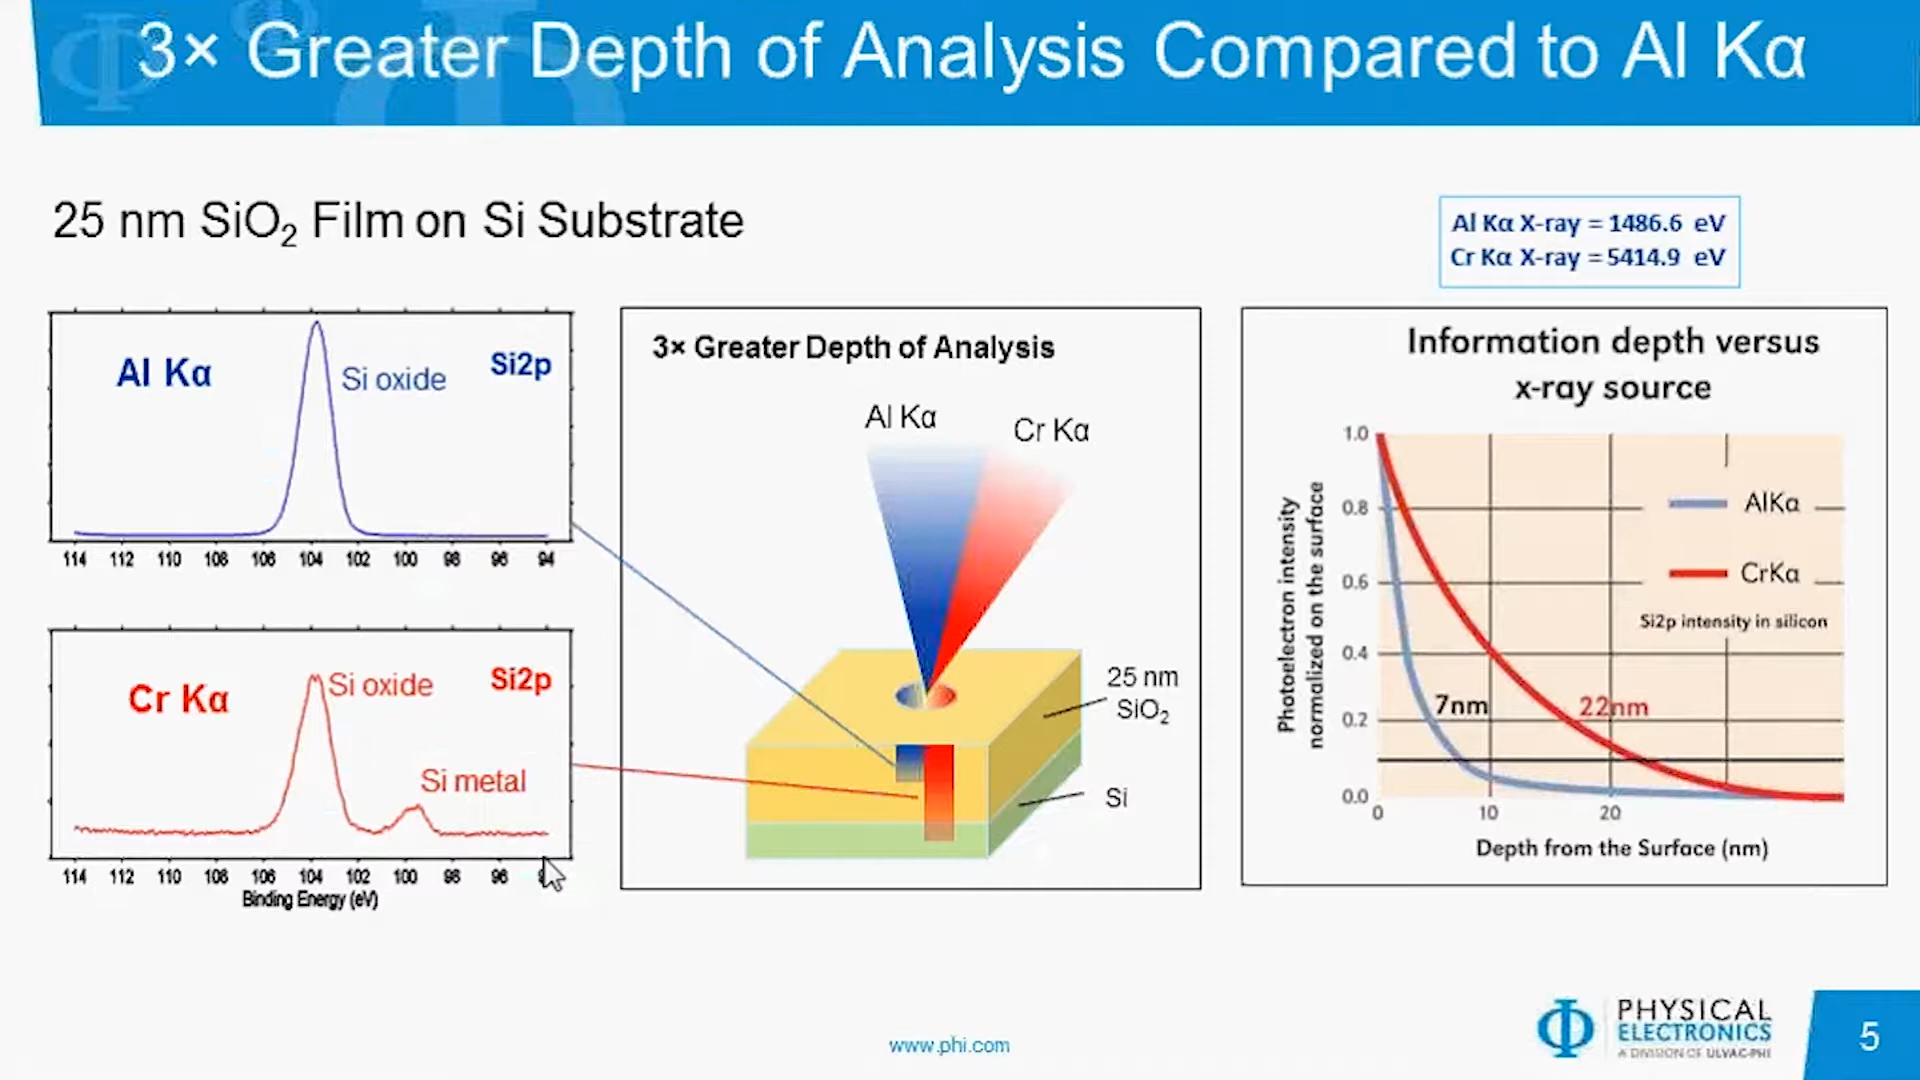 3× Greater Depth of Analysis Compared to Al Kα
25 nm SiO₂ Film on Si Substrate
Al Kα X-ray = 1486.6 eV
Cr Kα X-ray = 5414.9 eV
Al Kα
Si oxide
Si2p
114 112 110 108 106 104 102 100 98 96 94
Cr Kα
Si oxide
Si2p
Si metal
114 112 110 108 106 104 102 100 98 96
Binding Energy (eV)
3× Greater Depth of Analysis
Al Kα
Cr Kα
25 nm
SiO₂
Si
Information depth versus
x-ray source
Photoelectron intensity
normalized on the surface
1.0
0.8
0.6
0.4
0.2
0.0
AlKα
CrKα
Si2p intensity in silicon
7nm
22nm
0 10 20
Depth from the Surface (nm)
www.phi.com
PHYSICAL
ELECTRONICS
A DIVISION OF ULVAC-PHI
5